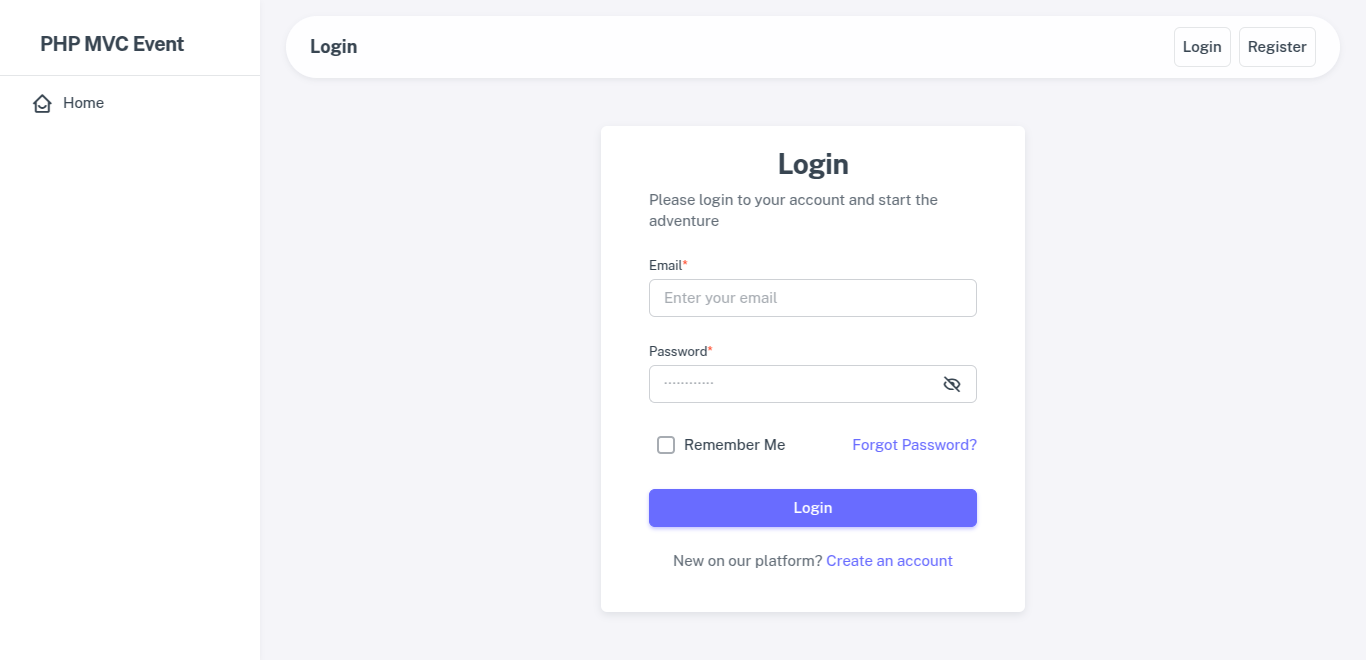 PHP MVC Event
Home
Login
Login
Register
Login
Please login to your account and start the
adventure
Email*
Enter your email
Password*
············
Remember Me
Forgot Password?
Login
New on our platform? Create an account